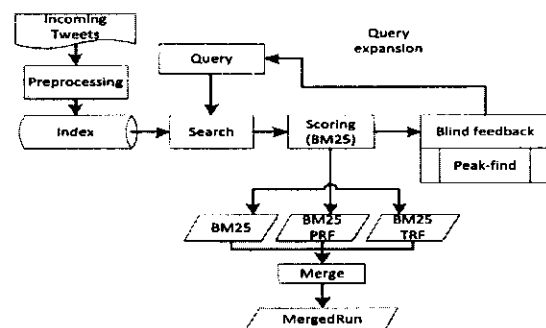 Incoming
Tweets
Query
expansion
Query
Preprocessing
Index
Search
Scoring
(BM25)
Blind feedback
Peak-find
BM25
BM25
PRF
BM25
TRF
Merge
MergedRun